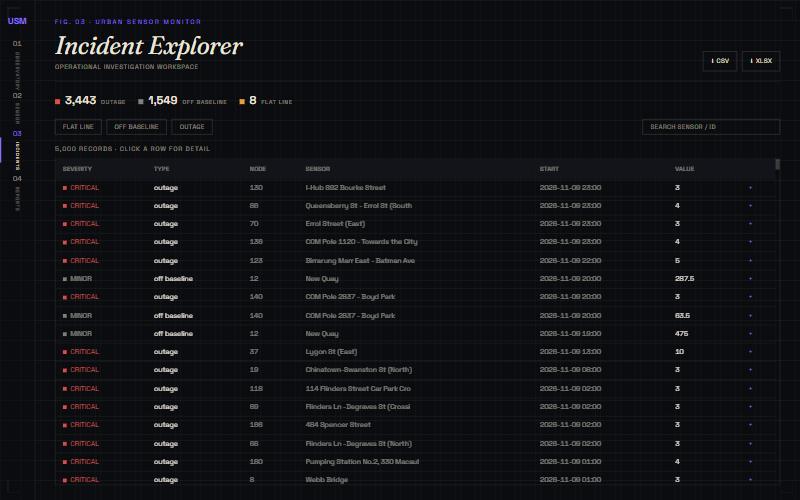 USM
01
OBSERVATORY
02
SENSOR
03
INCIDENTS
04
REPORTS
FIG. 03 · URBAN SENSOR MONITOR
Incident Explorer
OPERATIONAL INVESTIGATION WORKSPACE
⬇ CSV
⬇ XLSX
3,443 OUTAGE 1,549 OFF BASELINE 8 FLAT LINE
FLAT LINE OFF BASELINE OUTAGE
SEARCH SENSOR / ID
5,000 RECORDS · CLICK A ROW FOR DETAIL
SEVERITY TYPE NODE SENSOR START VALUE
CRITICAL outage 130 I-Hub 892 Bourke Street 2026-11-09 23:00 3 +
CRITICAL outage Queensberry St - Errol St (South 2026-11-09 23:00 4 +
CRITICAL outage 70 Errol Street (East) 2026-11-09 23:00 3 +
CRITICAL outage COM Pole 1120 - Towards the City 2026-11-09 23:00 4 +
CRITICAL outage 123 Birrarung Marr East - Batman Ave 2026-11-09 22:00 5 +
MINOR off baseline 12 New Quay 2026-11-09 20:00 287.5 +
CRITICAL outage 140 COM Pole 2837 - Boyd Park 2026-11-09 20:00 3 +
MINOR off baseline 140 COM Pole 2837 - Boyd Park 2026-11-09 20:00 63.5 +
MINOR off baseline 12 New Quay 2026-11-09 19:00 475 +
CRITICAL outage 37 Lygon St (East) 2026-11-09 13:00 10 +
CRITICAL outage 19 Chinatown-Swanston St (North) 2026-11-09 08:00 3 +
CRITICAL outage 118 114 Flinders Street Car Park Cro 2026-11-09 03:00 3 +
CRITICAL outage Flinders Ln -Degraves St (Crossi 2026-11-09 02:00 3 +
CRITICAL outage 484 Spencer Street 2026-11-09 02:00 3 +
CRITICAL outage Flinders Ln -Degraves St (North) 2026-11-09 02:00 3 +
CRITICAL outage Pumping Station No.2, 330 Macaul 2026-11-09 01:00 4 +
CRITICAL outage 8 Webb Bridge 2026-11-09 00:00 3 +